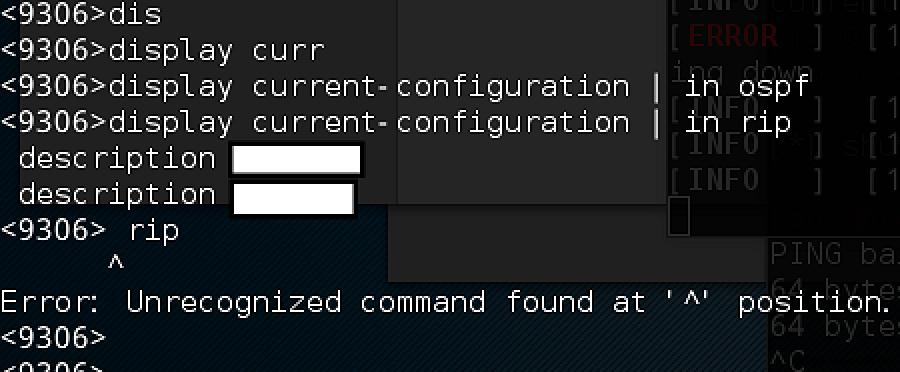 <9306>dis
<9306>display curr
<9306>display current-configuration | in ospf
<9306>display current-configuration | in rip
 description
 description
<9306> rip
      ^
Error: Unrecognized command found at '^' position.
<9306>
<9306>
[INFO ] [1
[ ERROR ] [1
ing down
[INFO ] [1
[INFO ] [1
[INFO ] [1
PING ba
64 bytes
64 bytes
^C